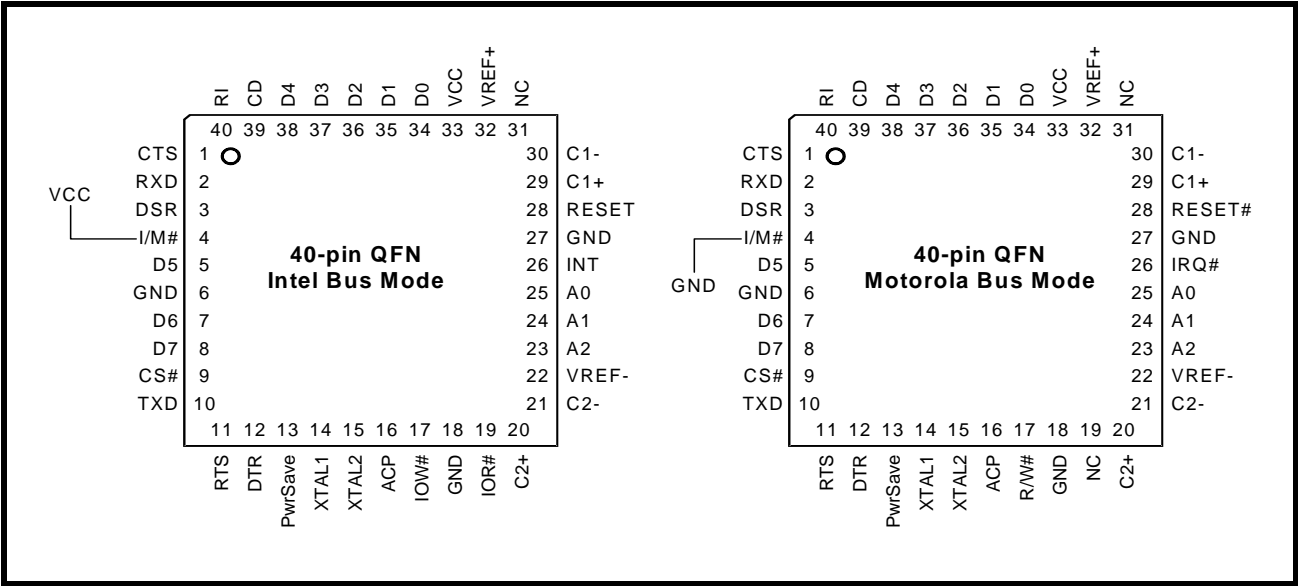 RI CD D4 D3 D2 D1 D0 VCC VREF+ NC
40 39 38 37 36 35 34 33 32 31
CTS 1 30 C1-
RXD 2 29 C1+
VCC
DSR 3 28 RESET
I/M# 4 27 GND
D5 5 26 INT
GND 6 25 A0
D6 7 24 A1
D7 8 23 A2
CS# 9 22 VREF-
TXD 10 21 C2-
40-pin QFN
Intel Bus Mode
11 12 13 14 15 16 17 18 19 20
RTS DTR PwrSave XTAL1 XTAL2 ACP IOW# GND IOR# C2+
RI CD D4 D3 D2 D1 D0 VCC VREF+ NC
40 39 38 37 36 35 34 33 32 31
CTS 1 30 C1-
RXD 2 29 C1+
DSR 3 28 RESET#
I/M# 4 27 GND
D5 5 26 IRQ#
GND
GND 6 25 A0
D6 7 24 A1
D7 8 23 A2
CS# 9 22 VREF-
TXD 10 21 C2-
40-pin QFN
Motorola Bus Mode
11 12 13 14 15 16 17 18 19 20
RTS DTR PwrSave XTAL1 XTAL2 ACP R/W# GND NC C2+